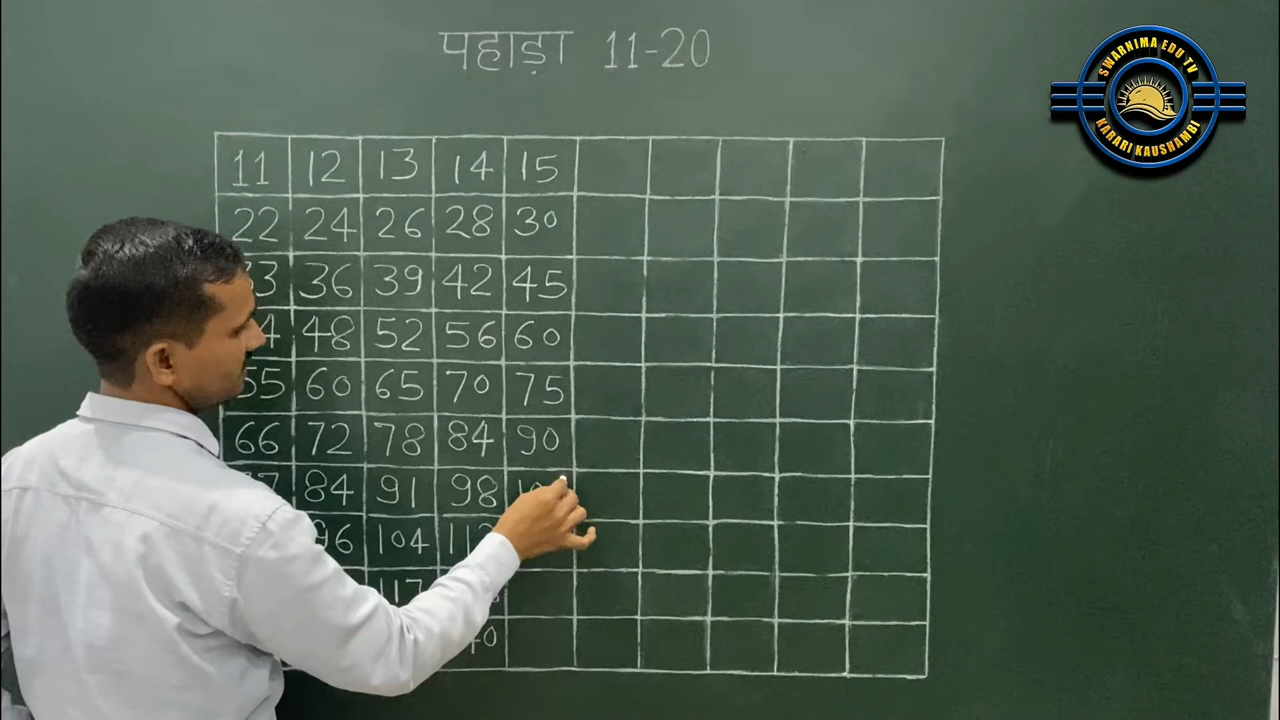 पहाड़ा 11-20
SWARNIMA EDU TV
KARARI KAUSHAMBI
11 12 13 14 15
22 24 26 28 30
36 39 42 45
48 52 56 60
55 60 65 70 75
66 72 78 84 90
84 91 98
96 104
117